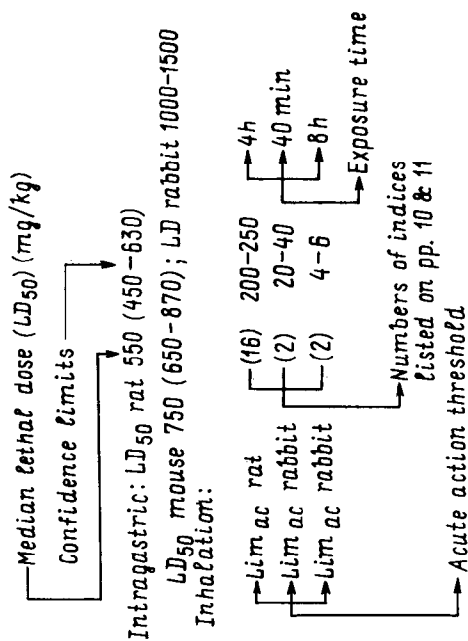 Median lethal dose (LD50) (mg/kg)
Confidence limits
Intragastric: LD50 rat 550 (450-630)
LD50 mouse 750 (650-870); LD rabbit 1000-1500
Inhalation:
Lim ac rat (16) 200-250 4h
Lim ac rabbit (2) 20-40 40 min
Lim ac rabbit (2) 4-6 8h
Exposure time
Numbers of indices
listed on pp. 10 & 11
Acute action threshold